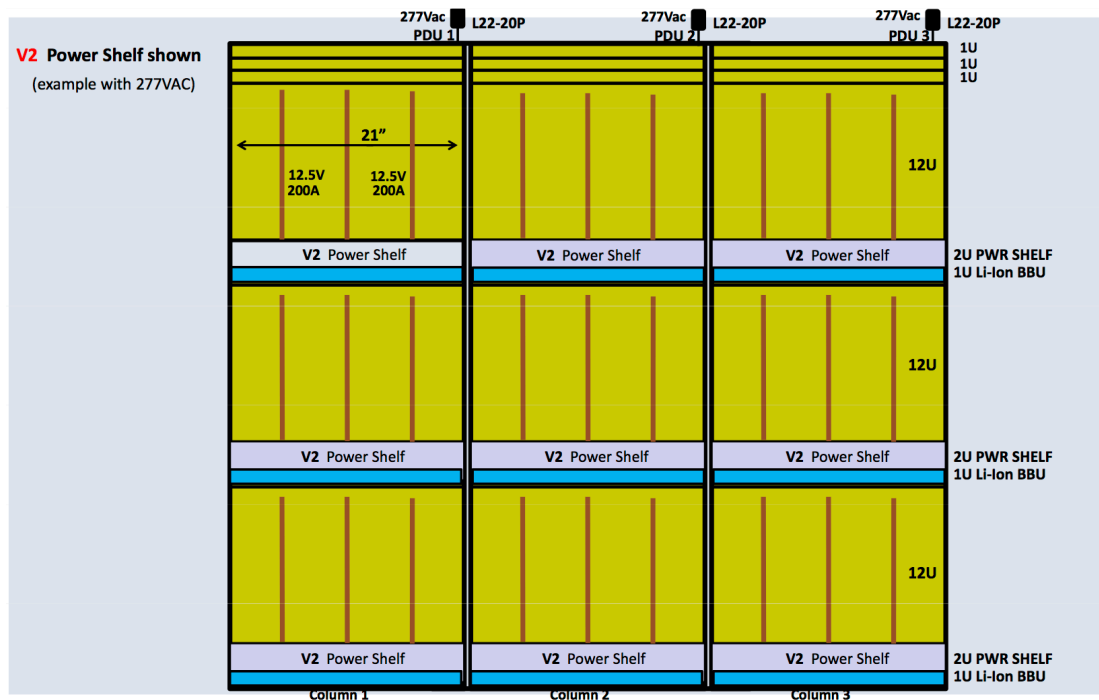 277Vac L22-20P 277Vac L22-20P 277Vac L22-20P
PDU 1 PDU 2 PDU 3
V2 Power Shelf shown
(example with 277VAC)
1U
1U
1U
21”
12.5V 12.5V
200A 200A
12U
V2 Power Shelf V2 Power Shelf V2 Power Shelf 2U PWR SHELF
1U Li-Ion BBU
12U
V2 Power Shelf V2 Power Shelf V2 Power Shelf 2U PWR SHELF
1U Li-Ion BBU
12U
V2 Power Shelf V2 Power Shelf V2 Power Shelf 2U PWR SHELF
1U Li-Ion BBU
Column 1 Column 2 Column 3